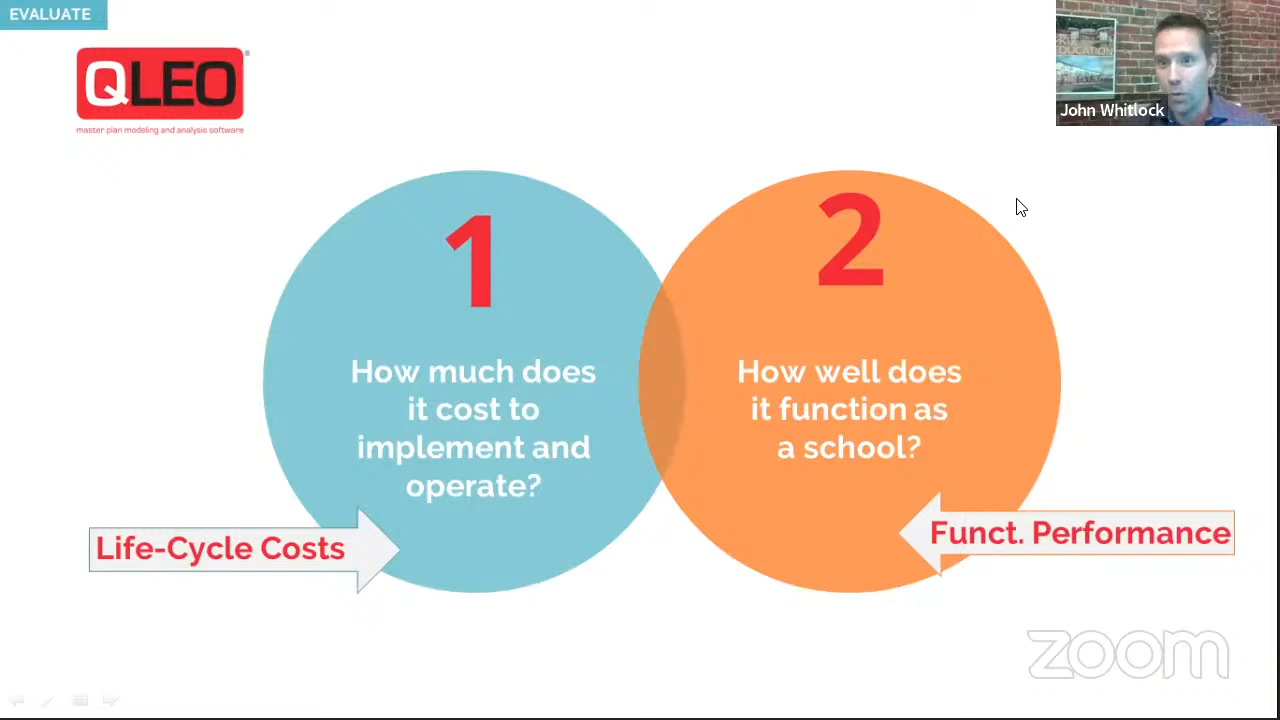 EVALUATE
QLEO®
master plan modeling and analysis software
EDUCATION
John Whitlock
1
How much does
it cost to
implement and
operate?
2
How well does
it function as
a school?
Life-Cycle Costs
Funct. Performance
zoom